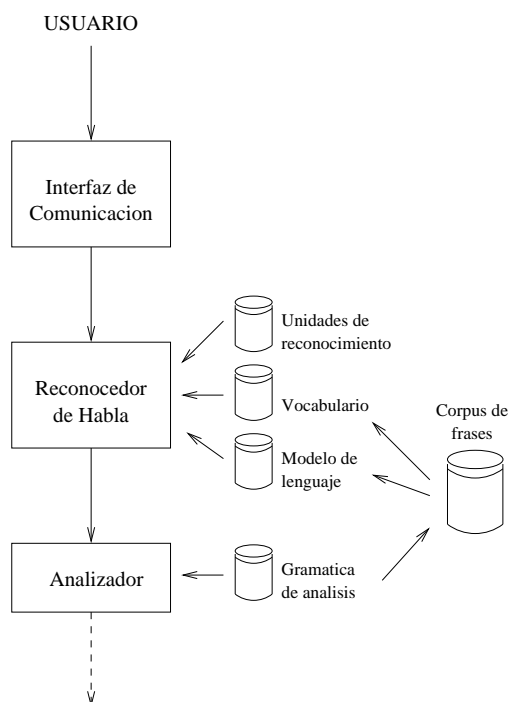 USUARIO
Interfaz de
Comunicacion
Unidades de
reconocimiento
Reconocedor
de Habla
Vocabulario
Corpus de
frases
Modelo de
lenguaje
Analizador
Gramatica
de analisis